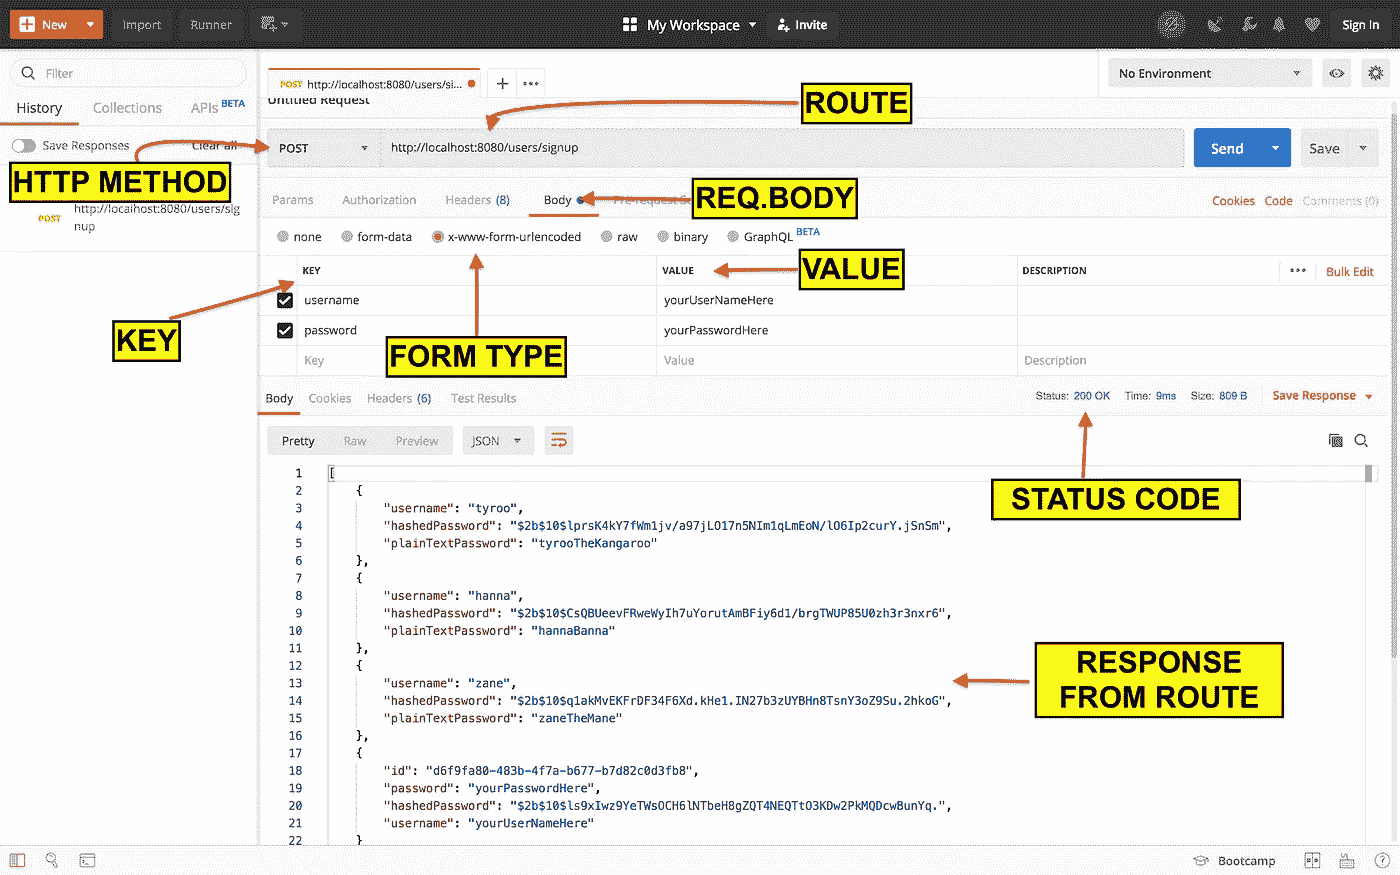 New
Import
Runner
My Workspace
Invite
Sign In
Filter
History
Collections
APIs BETA
Save Responses
Clear all
HTTP METHOD
POST
http://localhost:8080/users/sig
nup
POST http://localhost:8080/users/si...
No Environment
Untitled Request
ROUTE
POST
http://localhost:8080/users/signup
Send
Save
Params
Authorization
Headers (8)
Body
REQ.BODY
Cookies
Code
Comments (0)
none
form-data
x-www-form-urlencoded
raw
binary
GraphQL BETA
KEY
VALUE
VALUE
DESCRIPTION
Bulk Edit
username
yourUserNameHere
password
yourPasswordHere
Key
Value
Description
KEY
FORM TYPE
Body
Cookies
Headers (6)
Test Results
Status: 200 OK
Time: 9ms
Size: 809 B
Save Response
Pretty
Raw
Preview
JSON
STATUS CODE
1 [
2 {
3 "username": "tyroo",
4 "hashedPassword": "$2b$10$lprsK4kY7fWm1jv/a97jLO17n5NIm1qLmEoN/lO6Ip2curY.jSnSm",
5 "plainTextPassword": "tyrooTheKangaroo"
6 },
7 {
8 "username": "hanna",
9 "hashedPassword": "$2b$10$CsQBUeevFRweWyIh7uYorutAmBFiy6d1/brgTWUP85U0zh3r3nxr6",
10 "plainTextPassword": "hannaBanna"
11 },
12 {
13 "username": "zane",
14 "hashedPassword": "$2b$10$q1akMvEKFrDF34F6Xd.kHe1.IN27b3zUYBHn8TsnY3oZ9Su.2hkoG",
15 "plainTextPassword": "zaneTheMane"
16 },
17 {
18 "id": "d6f9fa80-483b-4f7a-b677-b7d82c0d3fb8",
19 "password": "yourPasswordHere",
20 "hashedPassword": "$2b$10$ls9xIwz9YeTWsOCH6lNTbeH8gZQT4NEQTtO3KDw2PkMQDcwBunYq.",
21 "username": "yourUserNameHere"
22 }
RESPONSE
FROM ROUTE
Bootcamp